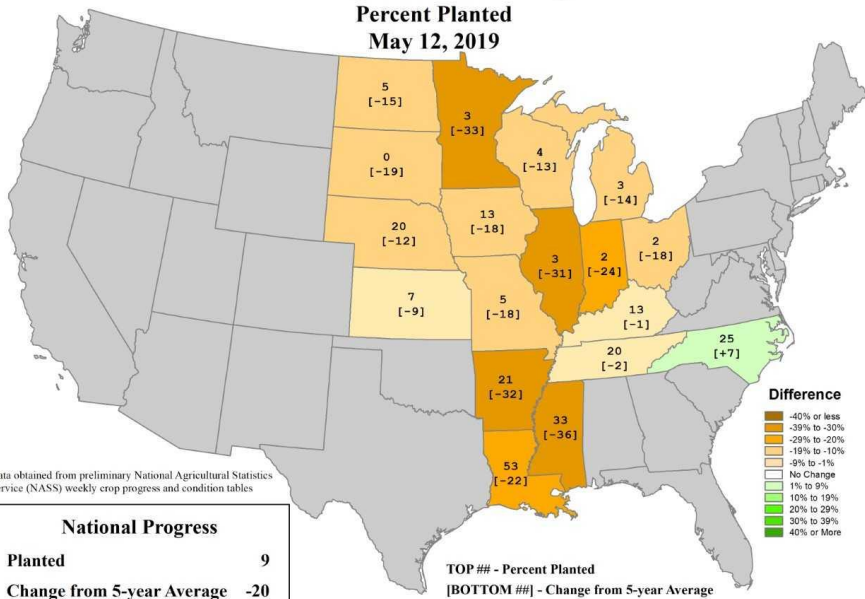 Percent Planted
May 12, 2019
5
[-15]
3
[-33]
0
[-19]
4
[-13]
3
[-14]
20
[-12]
13
[-18]
3
[-31]
2
[-24]
2
[-18]
7
[-9]
5
[-18]
13
[-1]
20
[-2]
25
[+7]
21
[-32]
33
[-36]
53
[-22]
Difference
-40% or less
-39% to -30%
-29% to -20%
-19% to -10%
-9% to -1%
No Change
1% to 9%
10% to 19%
20% to 29%
30% to 39%
40% or More
ata obtained from preliminary National Agricultural Statistics
ervice (NASS) weekly crop progress and condition tables
National Progress
Planted 9
Change from 5-year Average -20
TOP ## - Percent Planted
[BOTTOM ##] - Change from 5-year Average